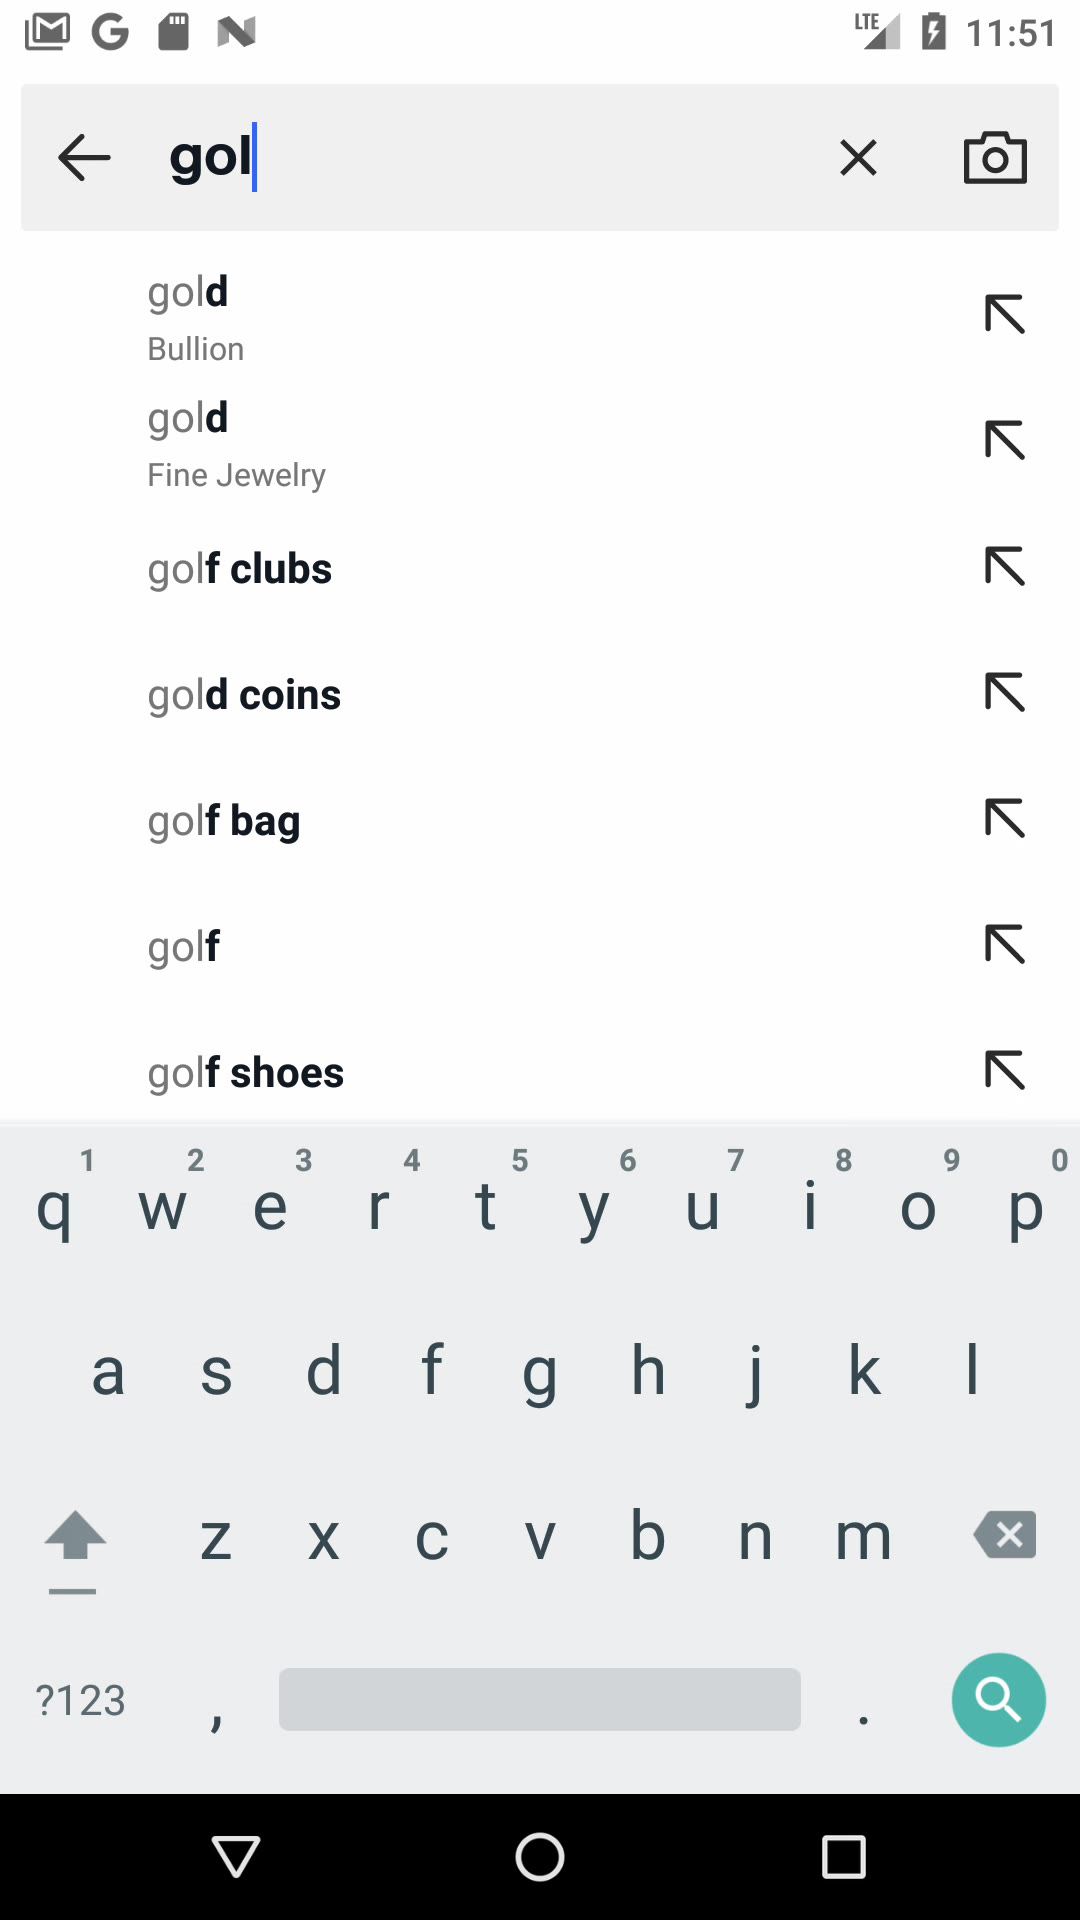 LTE 11:51
gol
gold
Bullion
gold
Fine Jewelry
golf clubs
gold coins
golf bag
golf
golf shoes
1 2 3 4 5 6 7 8 9 0
q w e r t y u i o p
a s d f g h j k l
z x c v b n m
?123 , .